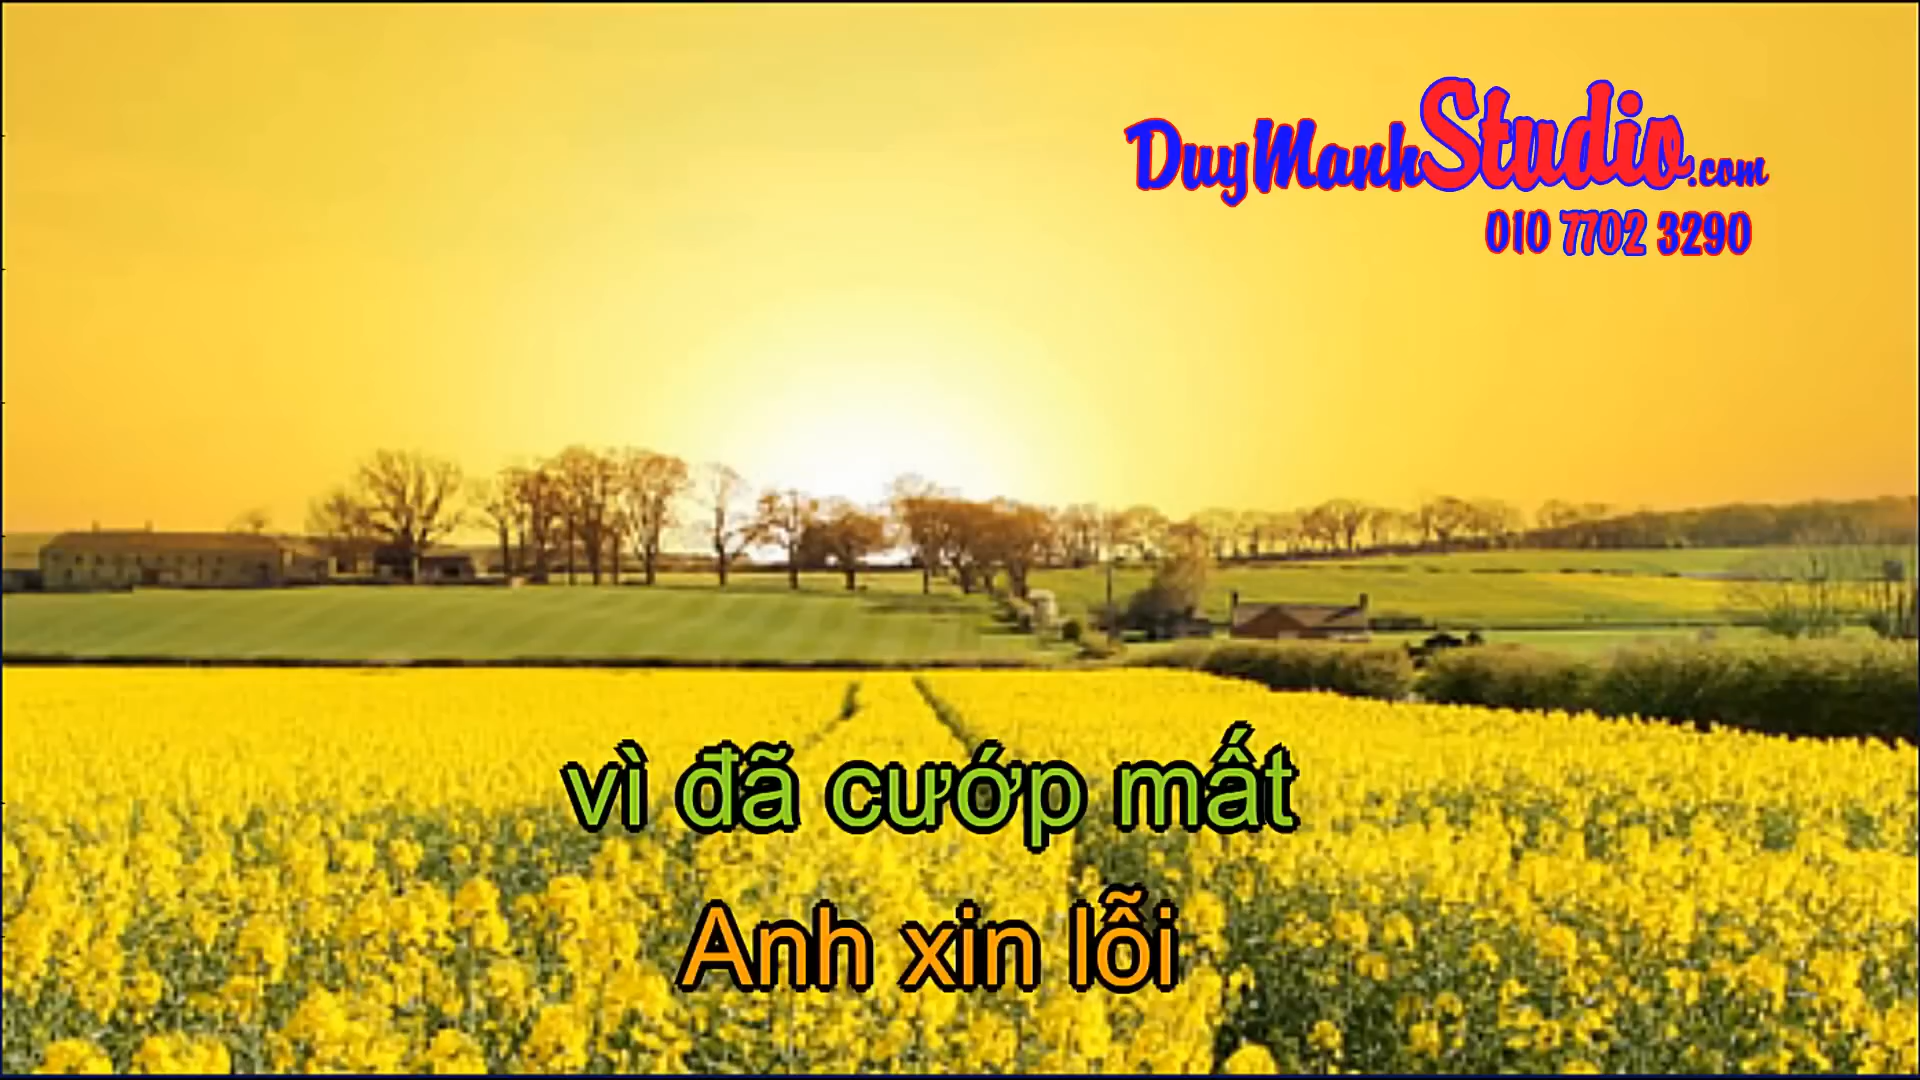 DuyManhStudio.com
010 7702 3290
vì đã cướp mất
Anh xin lỗi